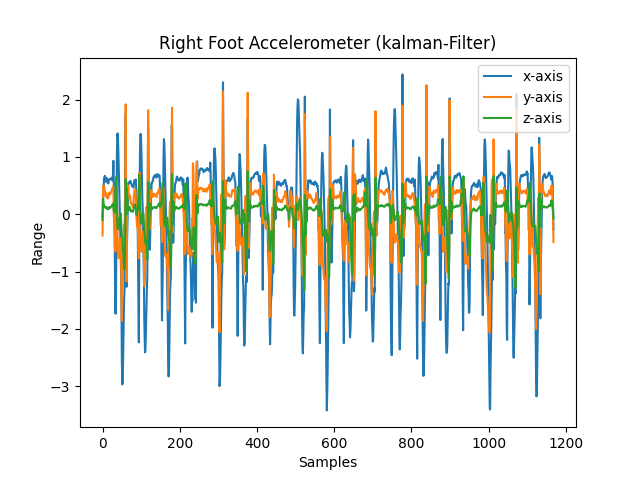 Right Foot Accelerometer (kalman-Filter)
x-axis
y-axis
z-axis
2
1
0
−1
−2
−3
Range
0 200 400 600 800 1000 1200
Samples